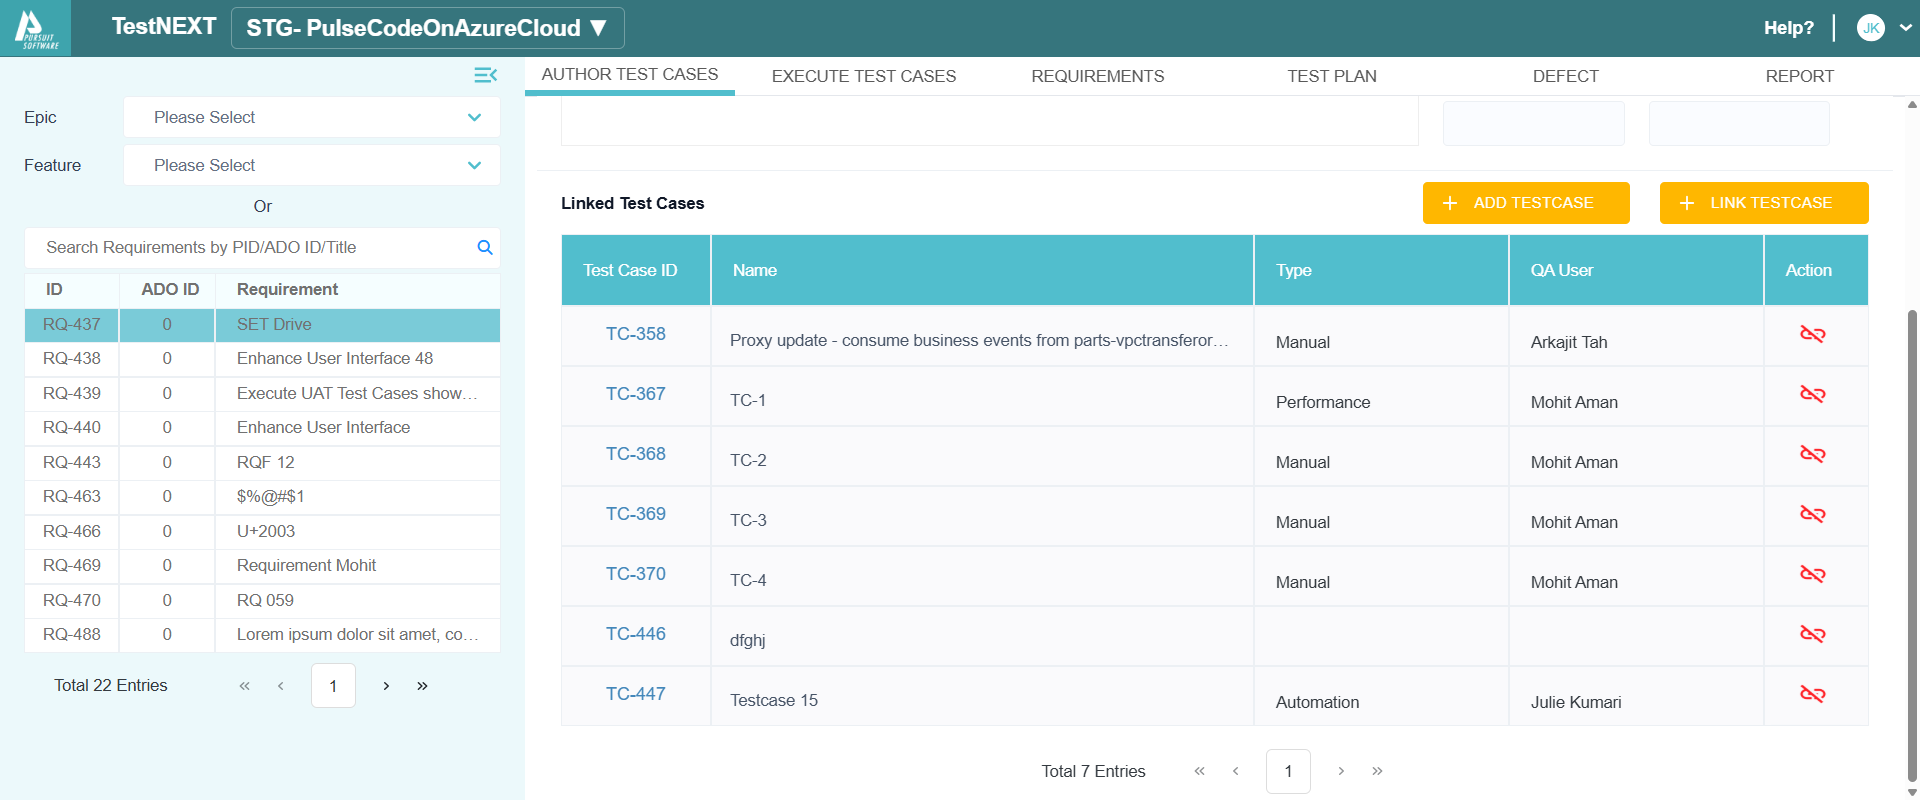 PURSUIT
SOFTWARE
TestNEXT
STG- PulseCodeOnAzureCloud ▼
Help?
JK
Epic
Please Select
Feature
Please Select
Or
Search Requirements by PID/ADO ID/Title
ID ADO ID Requirement
RQ-437 0 SET Drive
RQ-438 0 Enhance User Interface 48
RQ-439 0 Execute UAT Test Cases show…
RQ-440 0 Enhance User Interface
RQ-443 0 RQF 12
RQ-463 0 $%@#$1
RQ-466 0 U+2003
RQ-469 0 Requirement Mohit
RQ-470 0 RQ 059
RQ-488 0 Lorem ipsum dolor sit amet, co…
Total 22 Entries « ‹ 1 › »
AUTHOR TEST CASES EXECUTE TEST CASES REQUIREMENTS TEST PLAN DEFECT REPORT
Linked Test Cases
+ ADD TESTCASE
+ LINK TESTCASE
Test Case ID Name Type QA User Action
TC-358 Proxy update - consume business events from parts-vpctransferor… Manual Arkajit Tah
TC-367 TC-1 Performance Mohit Aman
TC-368 TC-2 Manual Mohit Aman
TC-369 TC-3 Manual Mohit Aman
TC-370 TC-4 Manual Mohit Aman
TC-446 dfghj
TC-447 Testcase 15 Automation Julie Kumari
Total 7 Entries « ‹ 1 › »